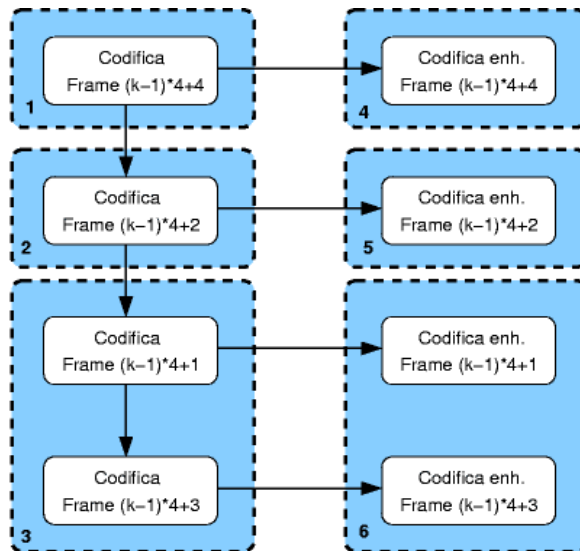 Codifica
Frame (k−1)*4+4
1
Codifica enh.
Frame (k−1)*4+4
4
Codifica
Frame (k−1)*4+2
2
Codifica enh.
Frame (k−1)*4+2
5
Codifica
Frame (k−1)*4+1
Codifica enh.
Frame (k−1)*4+1
Codifica
Frame (k−1)*4+3
3
Codifica enh.
Frame (k−1)*4+3
6